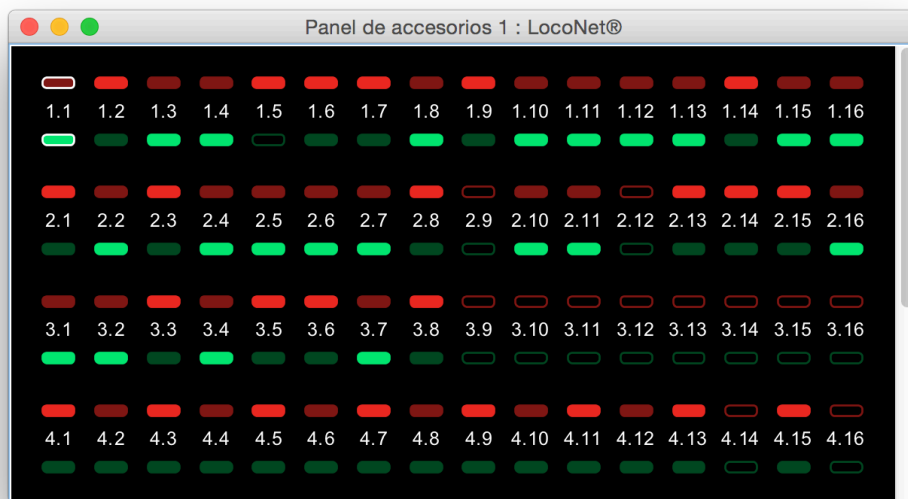 Panel de accesorios 1 : LocoNet®
1.1 1.2 1.3 1.4 1.5 1.6 1.7 1.8 1.9 1.10 1.11 1.12 1.13 1.14 1.15 1.16
2.1 2.2 2.3 2.4 2.5 2.6 2.7 2.8 2.9 2.10 2.11 2.12 2.13 2.14 2.15 2.16
3.1 3.2 3.3 3.4 3.5 3.6 3.7 3.8 3.9 3.10 3.11 3.12 3.13 3.14 3.15 3.16
4.1 4.2 4.3 4.4 4.5 4.6 4.7 4.8 4.9 4.10 4.11 4.12 4.13 4.14 4.15 4.16